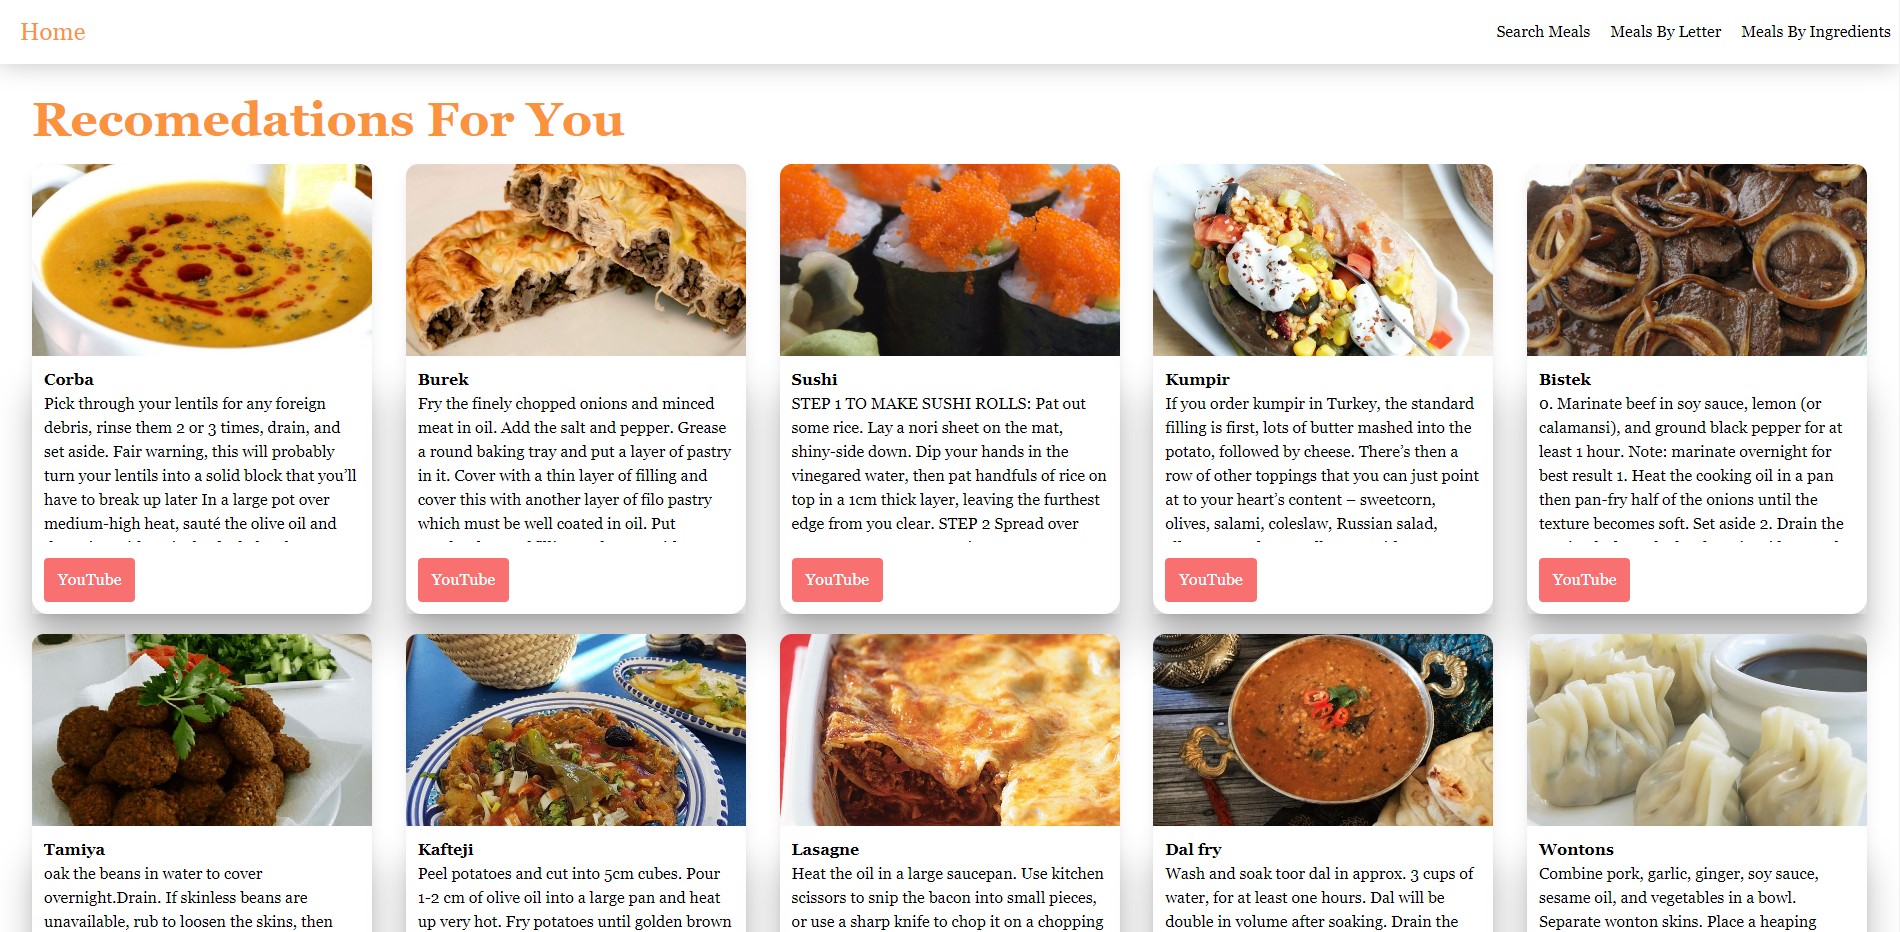 Home
Search Meals
Meals By Letter
Meals By Ingredients
Recomedations For You
Corba
Pick through your lentils for any foreign
debris, rinse them 2 or 3 times, drain, and
set aside. Fair warning, this will probably
turn your lentils into a solid block that you’ll
have to break up later In a large pot over
medium-high heat, sauté the olive oil and
YouTube
Burek
Fry the finely chopped onions and minced
meat in oil. Add the salt and pepper. Grease
a round baking tray and put a layer of pastry
in it. Cover with a thin layer of filling and
cover this with another layer of filo pastry
which must be well coated in oil. Put
YouTube
Sushi
STEP 1 TO MAKE SUSHI ROLLS: Pat out
some rice. Lay a nori sheet on the mat,
shiny-side down. Dip your hands in the
vinegared water, then pat handfuls of rice on
top in a 1cm thick layer, leaving the furthest
edge from you clear. STEP 2 Spread over
YouTube
Kumpir
If you order kumpir in Turkey, the standard
filling is first, lots of butter mashed into the
potato, followed by cheese. There’s then a
row of other toppings that you can just point
at to your heart’s content – sweetcorn,
olives, salami, coleslaw, Russian salad,
YouTube
Bistek
0. Marinate beef in soy sauce, lemon (or
calamansi), and ground black pepper for at
least 1 hour. Note: marinate overnight for
best result 1. Heat the cooking oil in a pan
then pan-fry half of the onions until the
texture becomes soft. Set aside 2. Drain the
YouTube
Tamiya
oak the beans in water to cover
overnight.Drain. If skinless beans are
unavailable, rub to loosen the skins, then
Kafteji
Peel potatoes and cut into 5cm cubes. Pour
1-2 cm of olive oil into a large pan and heat
up very hot. Fry potatoes until golden brown
Lasagne
Heat the oil in a large saucepan. Use kitchen
scissors to snip the bacon into small pieces,
or use a sharp knife to chop it on a chopping
Dal fry
Wash and soak toor dal in approx. 3 cups of
water, for at least one hours. Dal will be
double in volume after soaking. Drain the
Wontons
Combine pork, garlic, ginger, soy sauce,
sesame oil, and vegetables in a bowl.
Separate wonton skins. Place a heaping